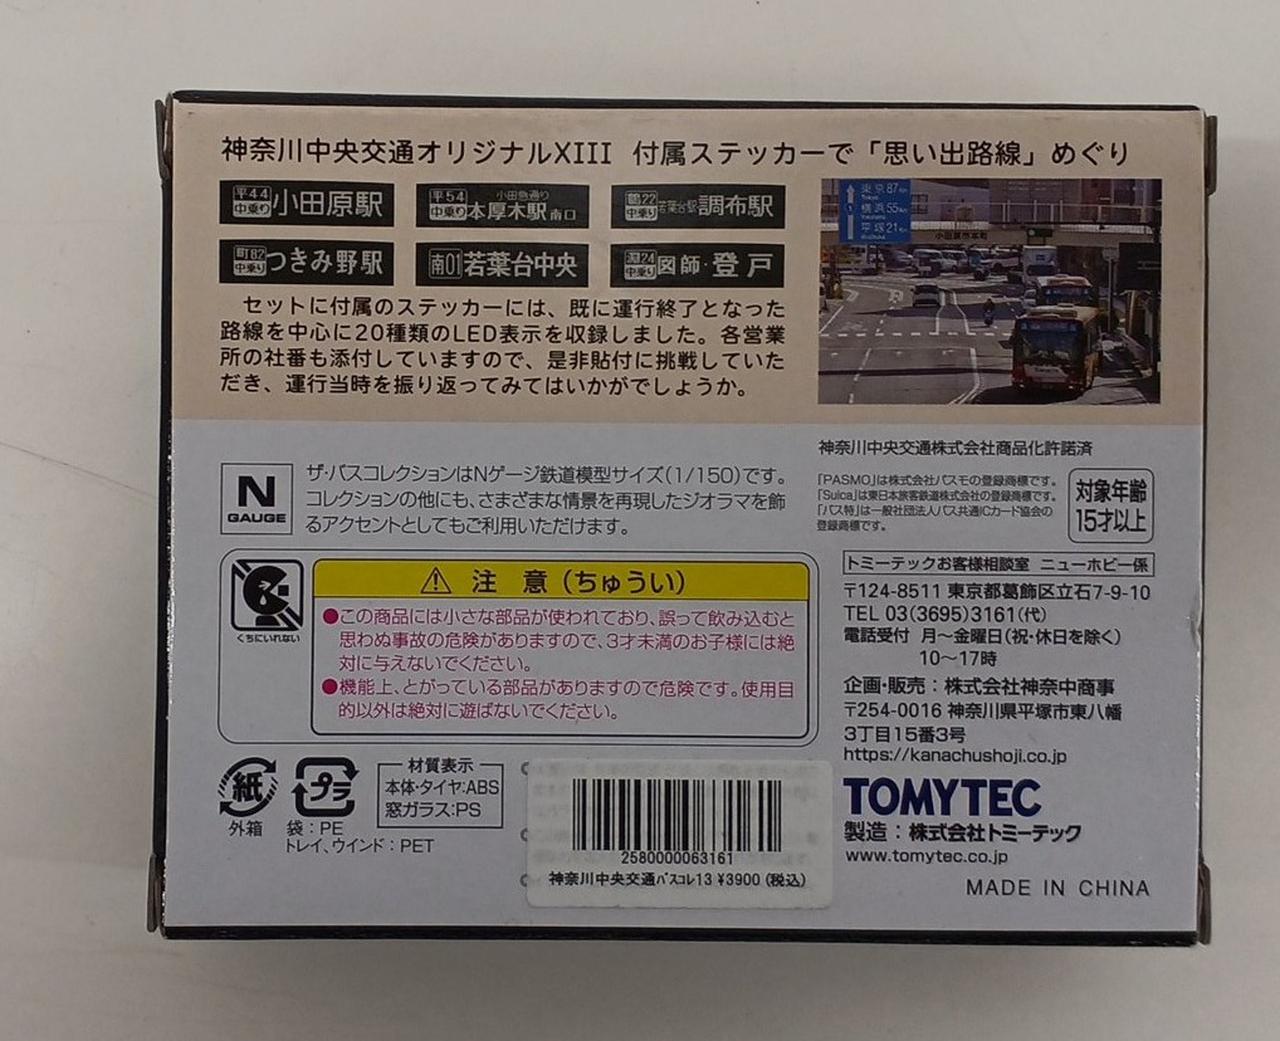 神奈川中央交通オリジナルXIII 付属ステッカーで「思い出路線」めぐり
平44 中乗り 小田原駅
平54 中乗り 小田急通り 本厚木駅 南口
鶴22 中乗り 若葉台駅 調布駅
町82 中乗り つきみ野駅
南01 若葉台中央
淵24 中乗り 図師・登戸
東京 87km
Tokyo
横浜 55km
Yokohama
平塚 21km
小田原市本町
セットに付属のステッカーには、既に運行終了となった
路線を中心に20種類のLED表示を収録しました。各営業
所の社番も添付していますので、是非貼付に挑戦していた
だき、運行当時を振り返ってみてはいかがでしょうか。
神奈川中央交通株式会社商品化許諾済
N
GAUGE
ザ・バスコレクションはNゲージ鉄道模型サイズ(1/150)です。
コレクションの他にも、さまざまな情景を再現したジオラマを飾
るアクセントとしてもご利用いただけます。
「PASMO」は株式会社パスモの登録商標です。
「Suica」は東日本旅客鉄道株式会社の登録商標です。
「バス特」は一般社団法人バス共通ICカード協会の
登録商標です。
対象年齢
15才以上
くちにいれない
注 意(ちゅうい)
●この商品には小さな部品が使われており、誤って飲み込むと
思わぬ事故の危険がありますので、3才未満のお子様には絶
対に与えないでください。
●機能上、とがっている部品がありますので危険です。使用目
的以外は絶対に遊ばないでください。
トミーテックお客様相談室 ニューホビー係
〒124-8511 東京都葛飾区立石7-9-10
TEL 03(3695)3161(代)
電話受付 月〜金曜日(祝・休日を除く)
10〜17時
企画・販売：株式会社神奈中商事
〒254-0016 神奈川県平塚市東八幡
3丁目15番3号
https://kanachushoji.co.jp
紙
外箱
プラ
袋：PE
トレイ、ウインド：PET
材質表示
本体・タイヤ:ABS
窓ガラス:PS
2580000063161
神奈川中央交通ﾊﾞｽｺﾚ13 ¥3900 (税込)
TOMYTEC
製造：株式会社トミーテック
www.tomytec.co.jp
MADE IN CHINA